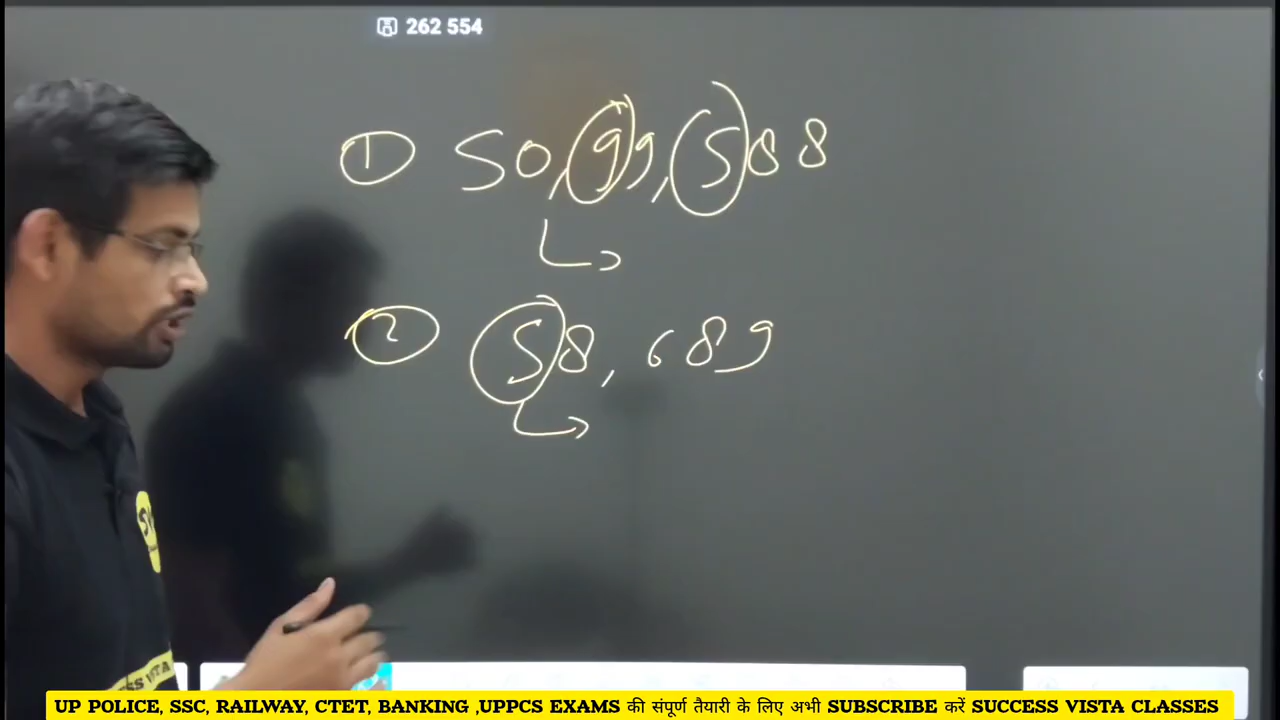 262 554
① 50,99,588
② 58,689
UP POLICE, SSC, RAILWAY, CTET, BANKING ,UPPCS EXAMS की संपूर्ण तैयारी के लिए अभी SUBSCRIBE करें SUCCESS VISTA CLASSES